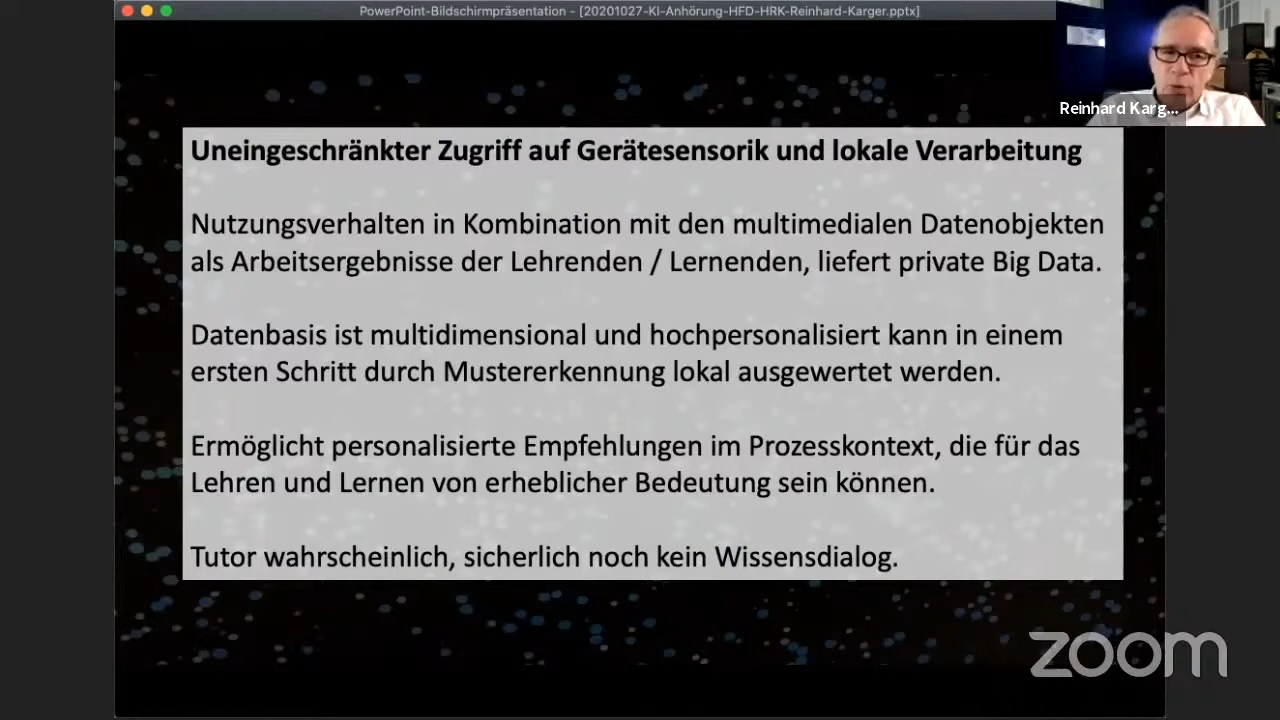 PowerPoint-Bildschirmpräsentation - [20201027-KI-Anhörung-HFD-HRK-Reinhard-Karger.pptx]
Reinhard Karg...
Uneingeschränkter Zugriff auf Gerätesensorik und lokale Verarbeitung
Nutzungsverhalten in Kombination mit den multimedialen Datenobjekten
als Arbeitsergebnisse der Lehrenden / Lernenden, liefert private Big Data.
Datenbasis ist multidimensional und hochpersonalisiert kann in einem
ersten Schritt durch Mustererkennung lokal ausgewertet werden.
Ermöglicht personalisierte Empfehlungen im Prozesskontext, die für das
Lehren und Lernen von erheblicher Bedeutung sein können.
Tutor wahrscheinlich, sicherlich noch kein Wissensdialog.
zoom